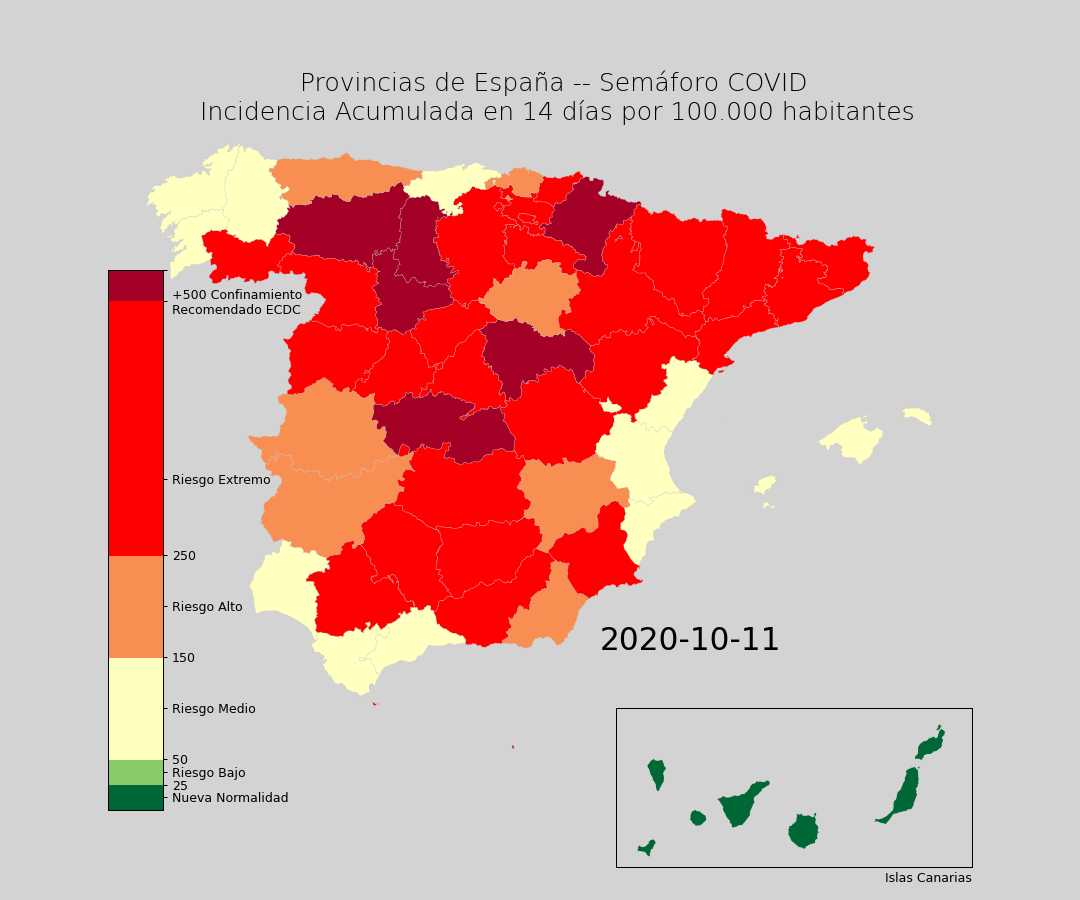 Provincias de España -- Semáforo COVID
Incidencia Acumulada en 14 días por 100.000 habitantes
+500 Confinamiento
Recomendado ECDC
Riesgo Extremo
250
Riesgo Alto
150
Riesgo Medio
50
Riesgo Bajo
25
Nueva Normalidad
2020-10-11
Islas Canarias